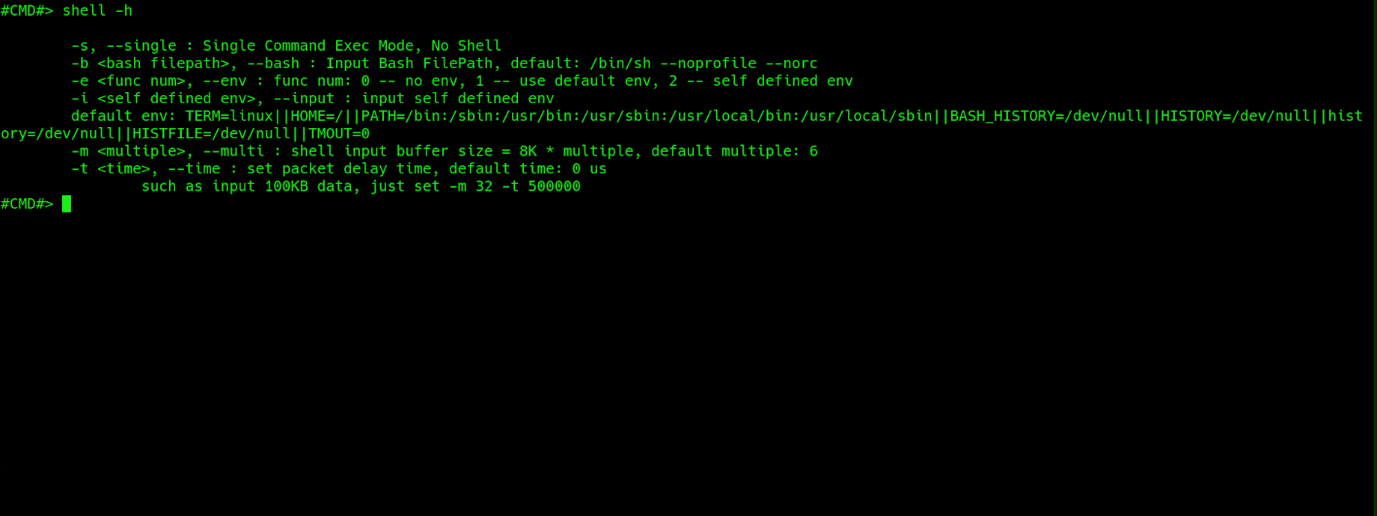 #CMD#> shell -h
-s, --single : Single Command Exec Mode, No Shell
-b <bash filepath>, --bash : Input Bash FilePath, default: /bin/sh --noprofile --norc
-e <func num>, --env : func num: 0 -- no env, 1 -- use default env, 2 -- self defined env
-i <self defined env>, --input : input self defined env
default env: TERM=linux||HOME=/||PATH=/bin:/sbin:/usr/bin:/usr/sbin:/usr/local/bin:/usr/local/sbin||BASH_HISTORY=/dev/null||HISTORY=/dev/null||hist
ory=/dev/null||HISTFILE=/dev/null||TMOUT=0
-m <multiple>, --multi : shell input buffer size = 8K * multiple, default multiple: 6
-t <time>, --time : set packet delay time, default time: 0 us
such as input 100KB data, just set -m 32 -t 500000
#CMD#>